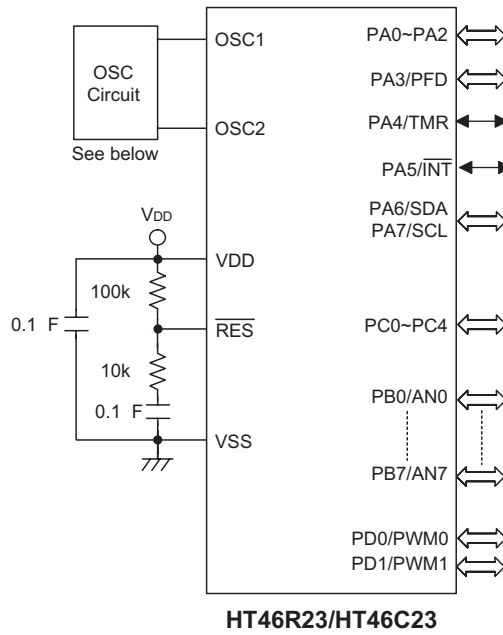 OSC
Circuit
See below
OSC1
OSC2
VDD
VDD
100k
0.1 F
RES
10k
0.1 F
VSS
PA0~PA2
PA3/PFD
PA4/TMR
PA5/INT
PA6/SDA
PA7/SCL
PC0~PC4
PB0/AN0
PB7/AN7
PD0/PWM0
PD1/PWM1
HT46R23/HT46C23